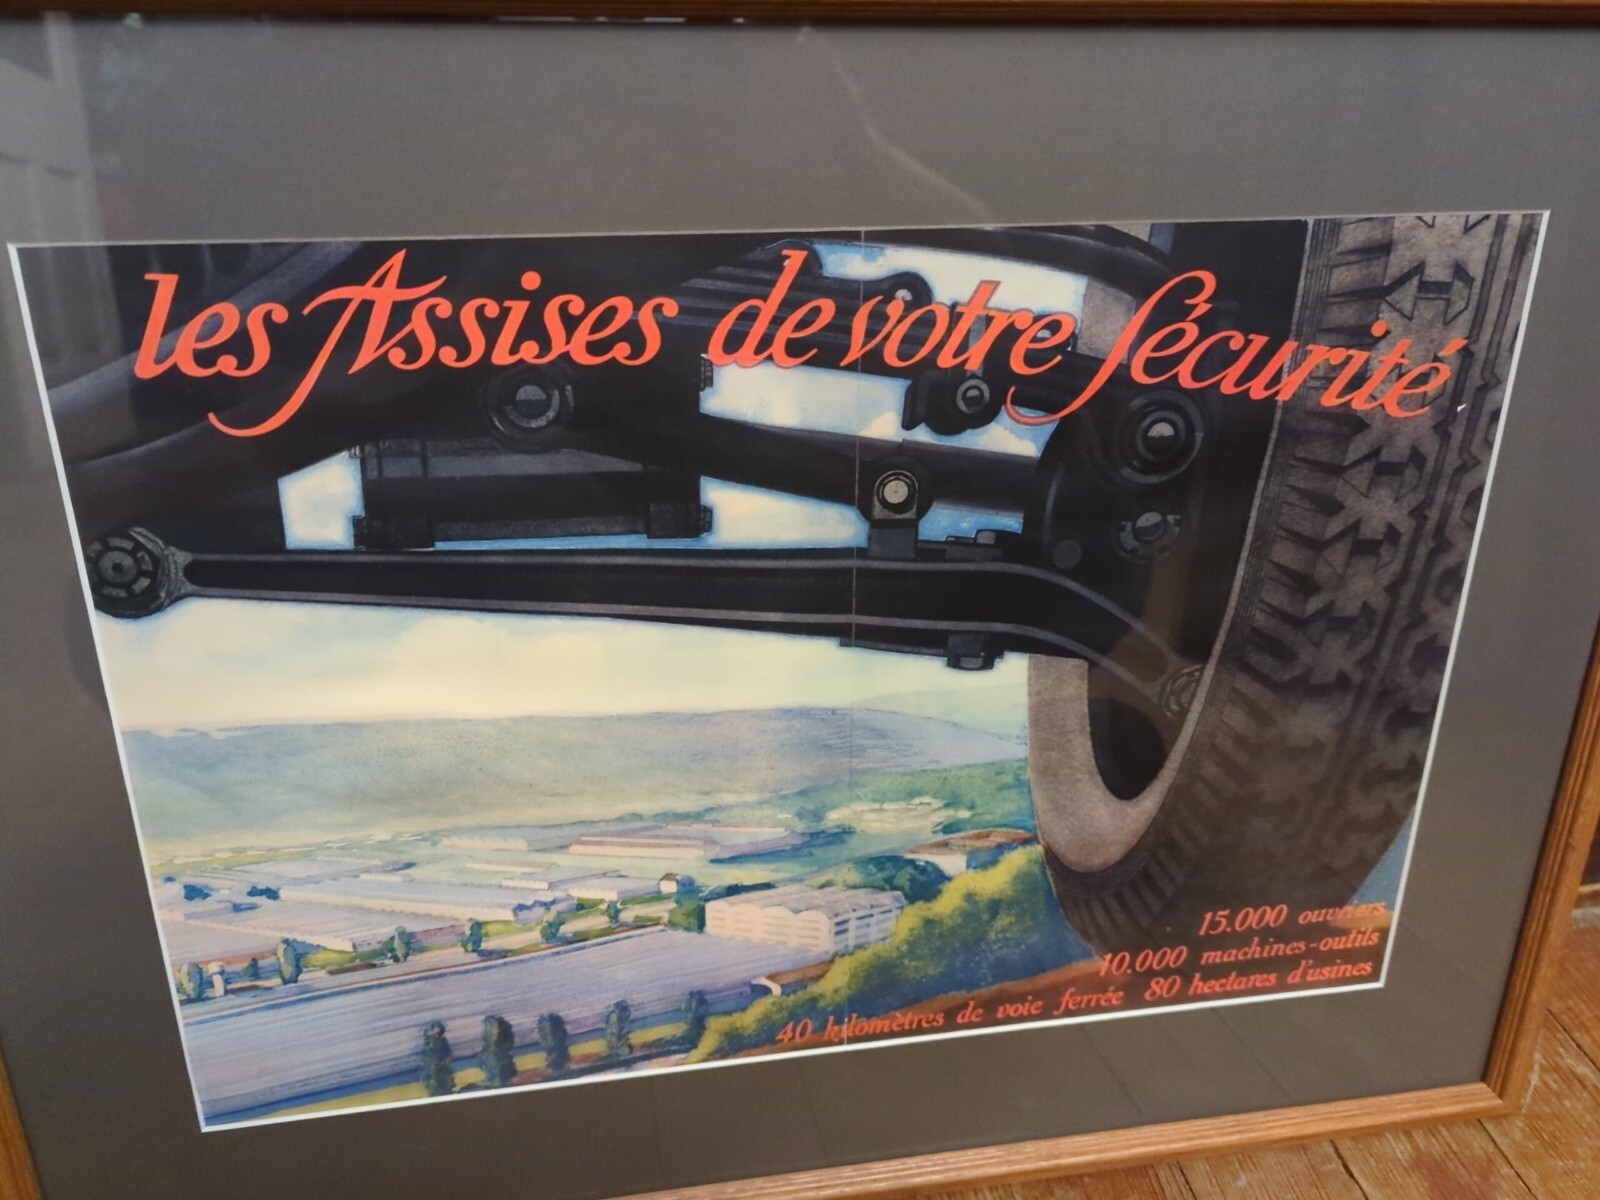 les Assises de votre Sécurité
15.000 ouvriers
10.000 machines-outils
40 kilomètres de voie ferrée 80 hectares d'usines